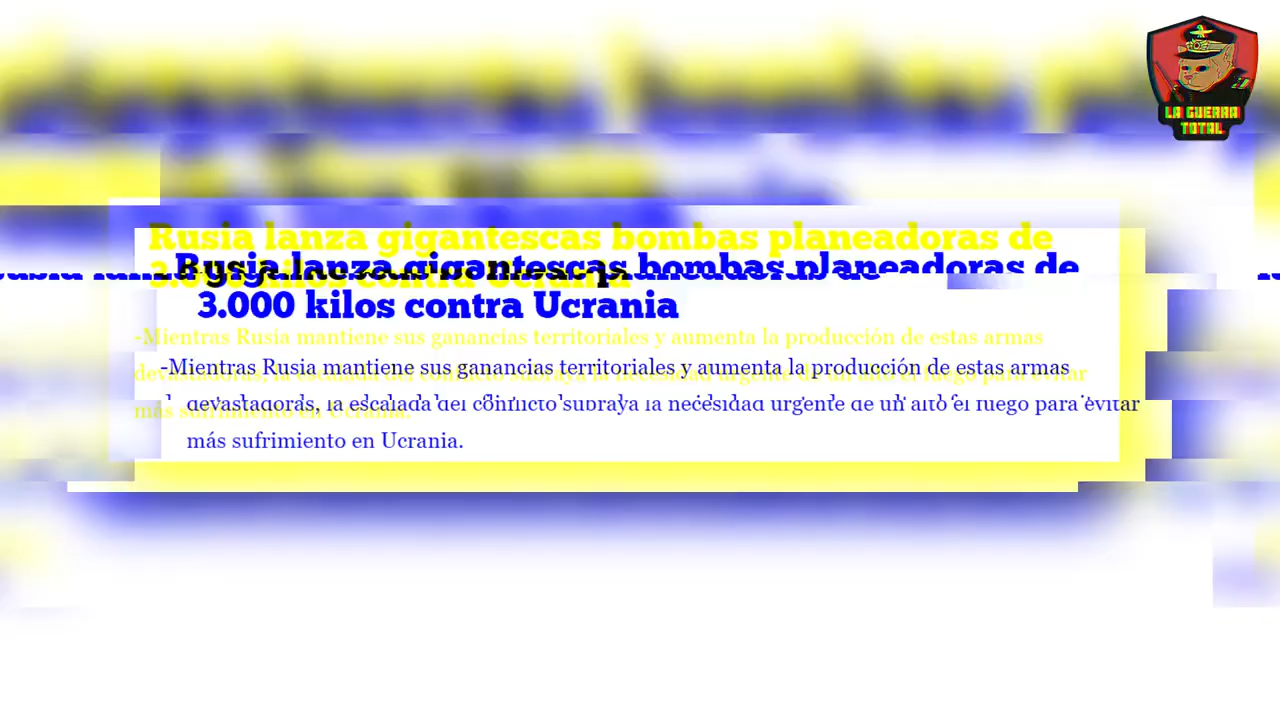 LA GUERRA
TOTAL
Rusia lanza gigantescas bombas planeadoras de
3.000 kilos contra Ucrania
-Mientras Rusia mantiene sus ganancias territoriales y aumenta la producción de estas armas
devastadoras, la escalada del conflicto subraya la necesidad urgente de un alto el fuego para evitar
más sufrimiento en Ucrania.